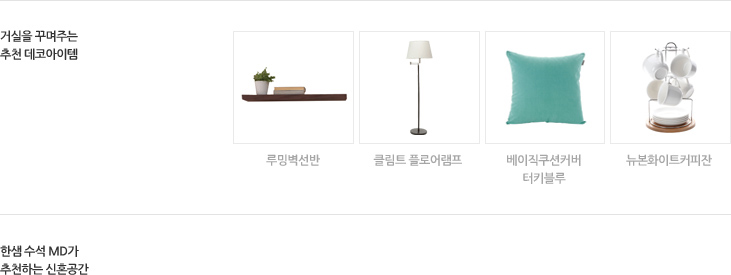 거실을 꾸며주는
추천 데코아이템
루밍벽선반
클림트 플로어램프
베이직쿠션커버
터키블루
뉴본화이트커피잔
한샘 수석 MD가
추천하는 신혼공간